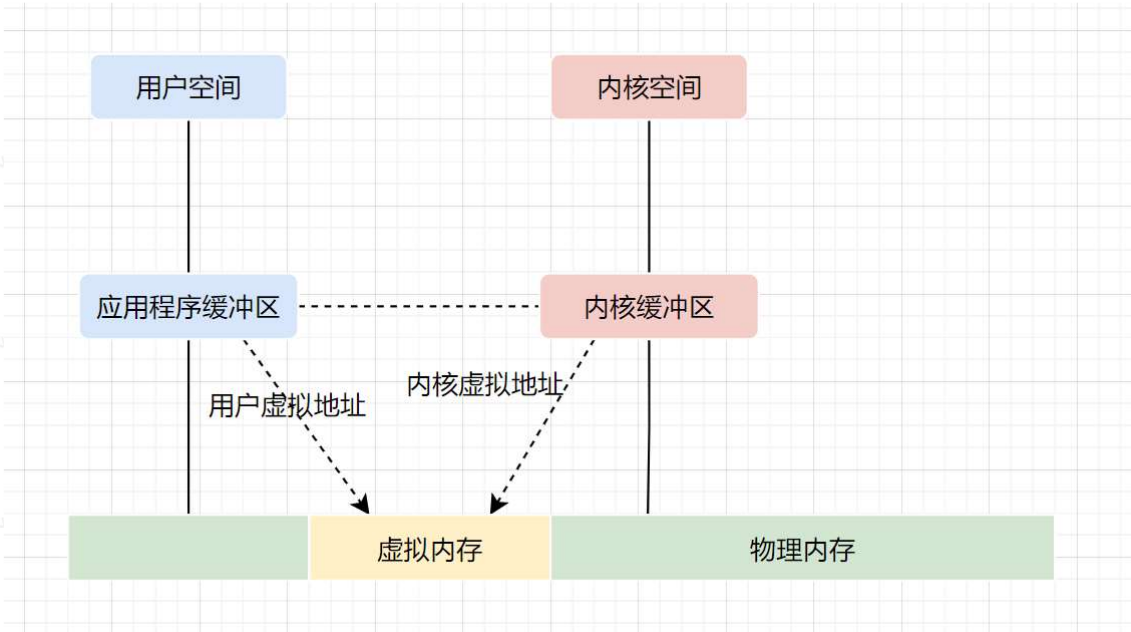 用户空间
内核空间
应用程序缓冲区
内核缓冲区
内核虚拟地址
用户虚拟地址
虚拟内存
物理内存